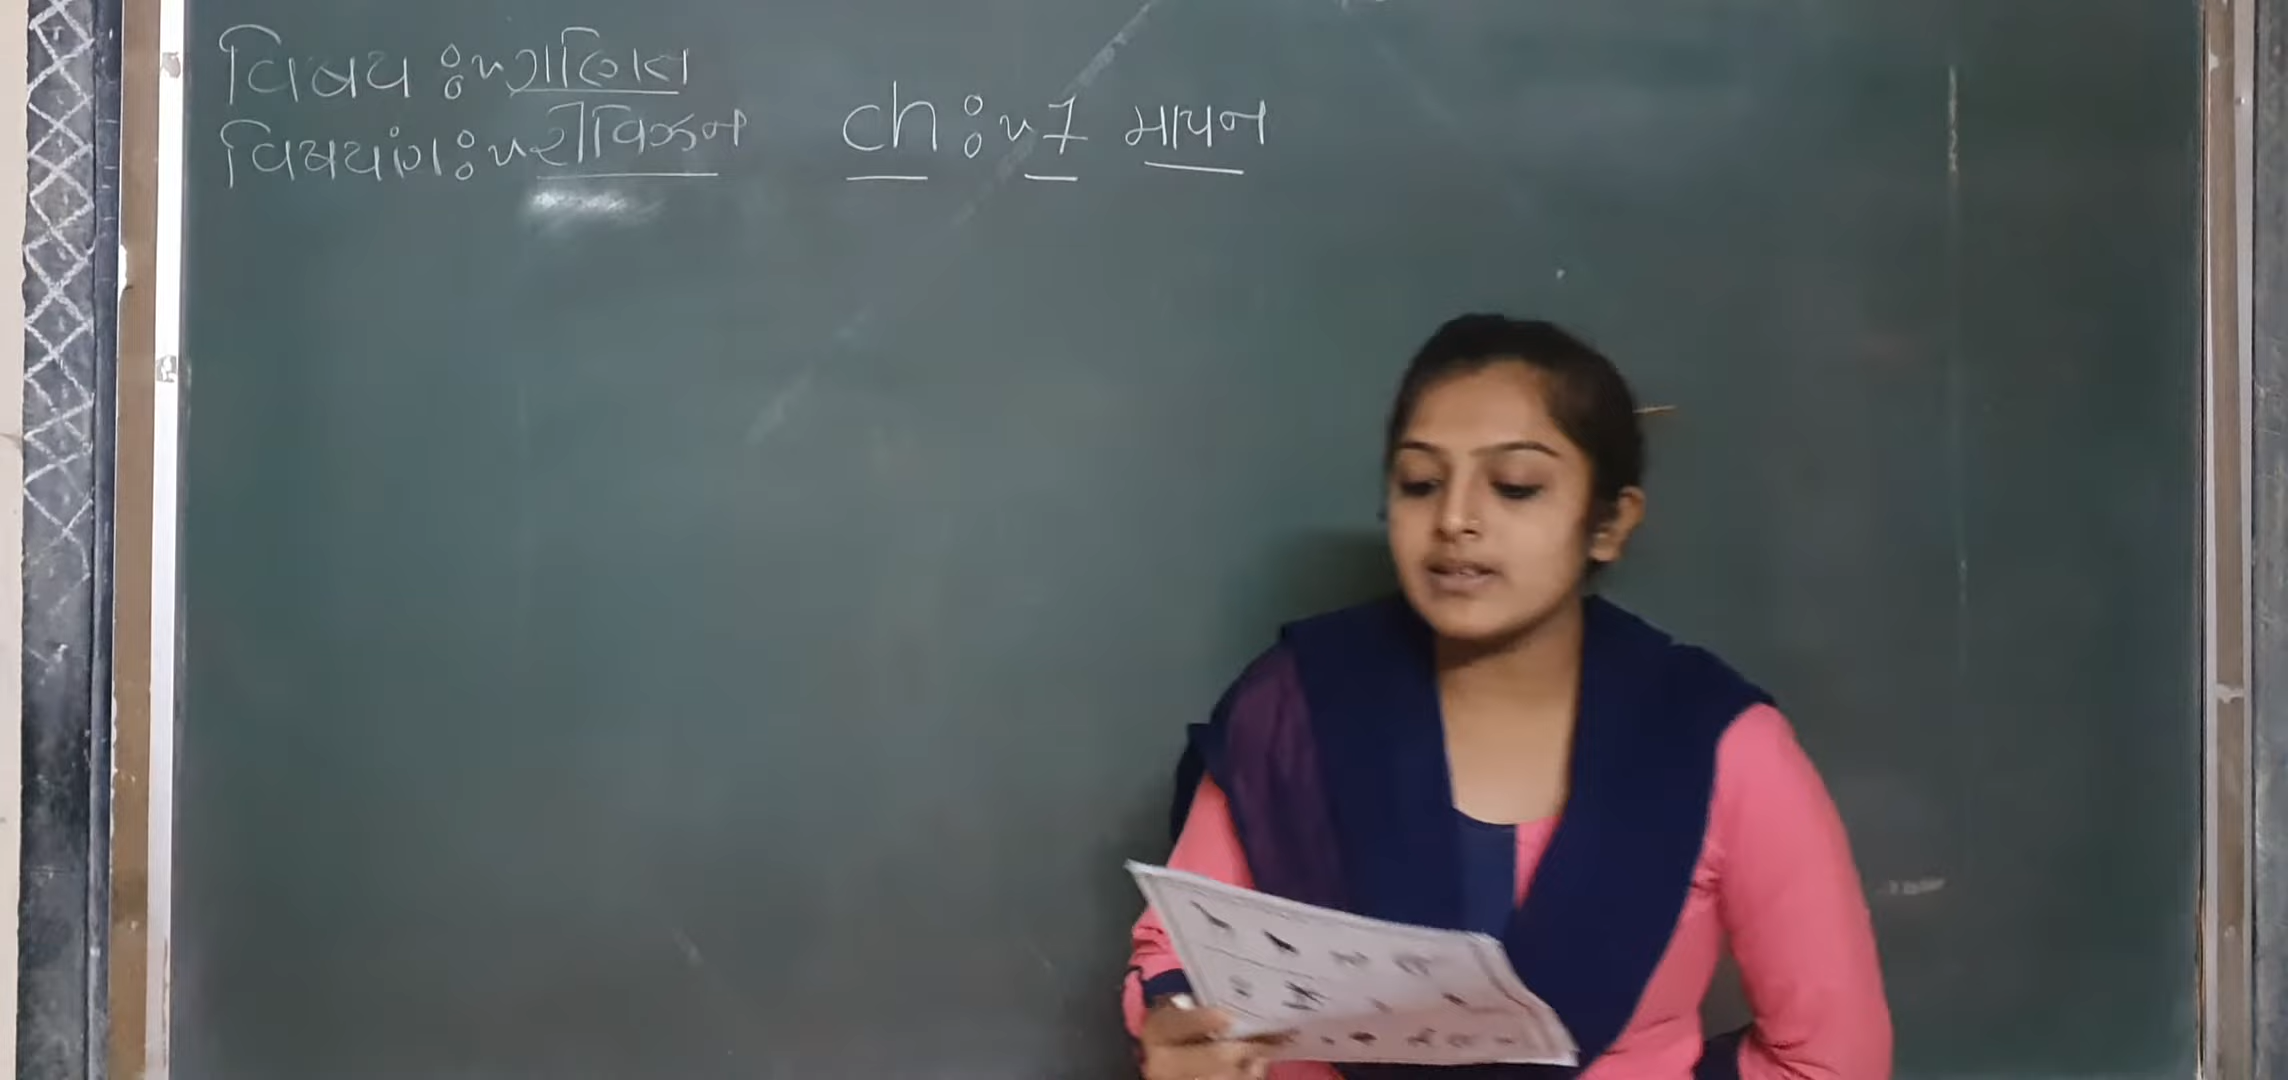 વિષય :- ગણિત
વિષયાંગ :- રીવિઝન ch :- 7 માપન